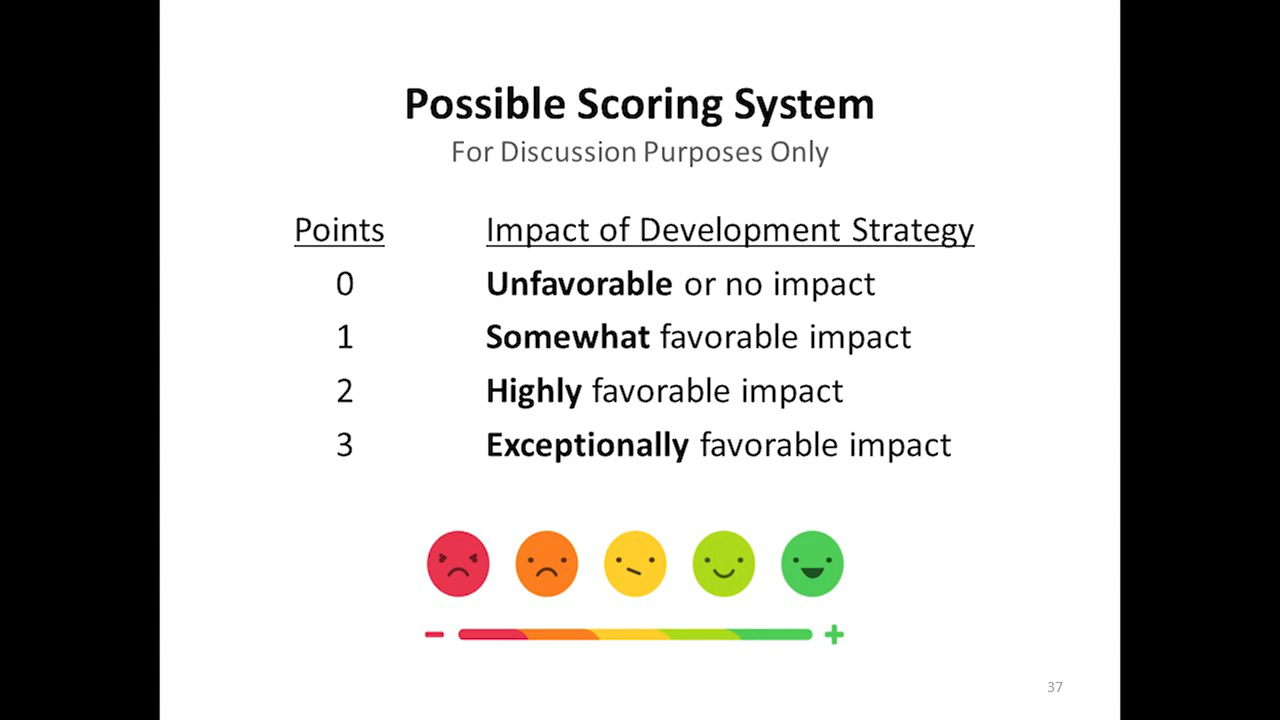 Possible Scoring System
For Discussion Purposes Only
Points Impact of Development Strategy
0 Unfavorable or no impact
1 Somewhat favorable impact
2 Highly favorable impact
3 Exceptionally favorable impact
37